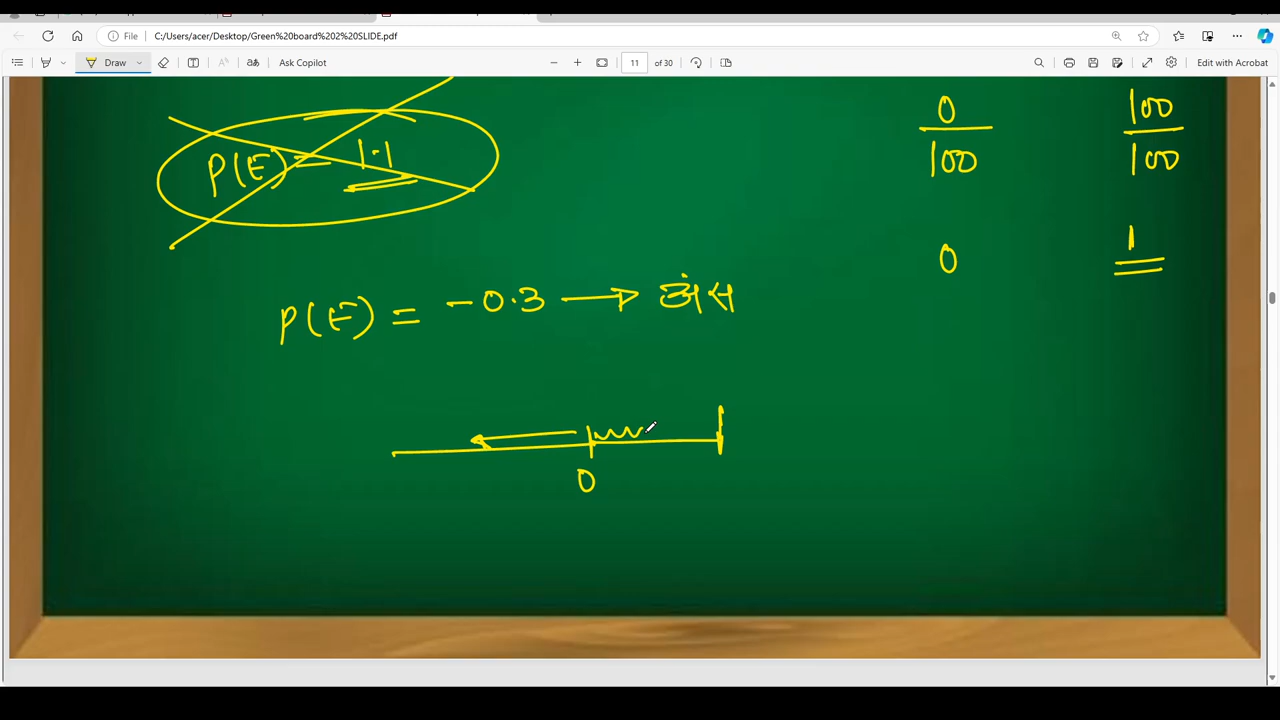 File C:/Users/acer/Desktop/Green%20board%202%20SLIDE.pdf
Draw Ask Copilot 11 of 30 Edit with Acrobat
P(E) = 1.1
0 100
100 100
0 1
P(E) = -0.3 →
0